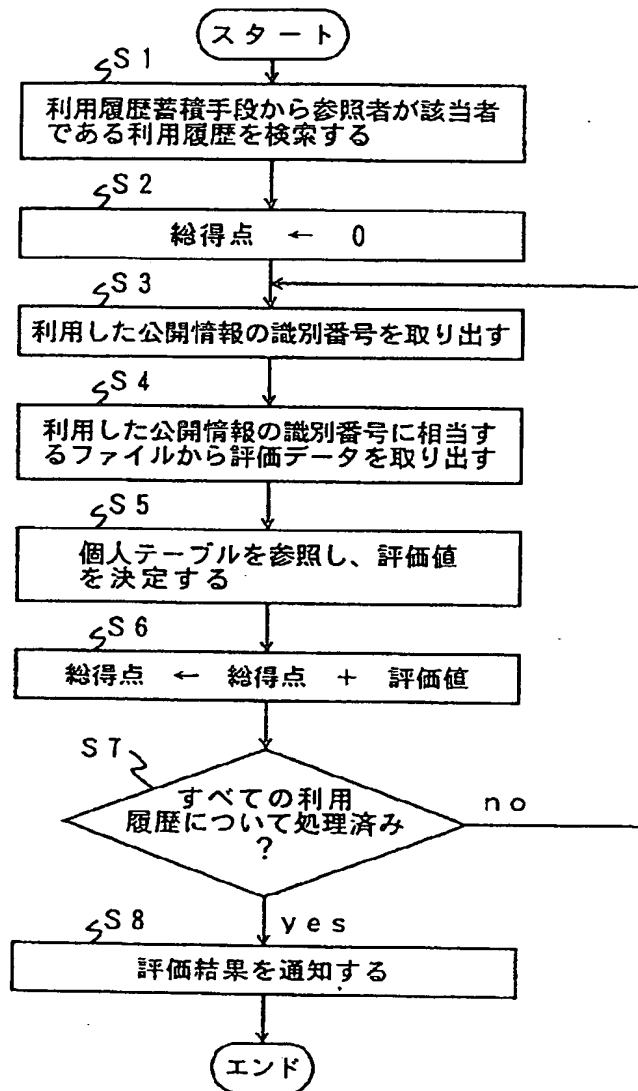 スタート
S1
利用履歴蓄積手段から参照者が該当者
である利用履歴を検索する
S2
総得点 ← 0
S3
利用した公開情報の識別番号を取り出す
S4
利用した公開情報の識別番号に相当す
るファイルから評価データを取り出す
S5
個人テーブルを参照し、評価値
を決定する
S6
総得点 ← 総得点 + 評価値
S7
すべての利用
履歴について処理済み
?
no
yes
S8
評価結果を通知する
エンド